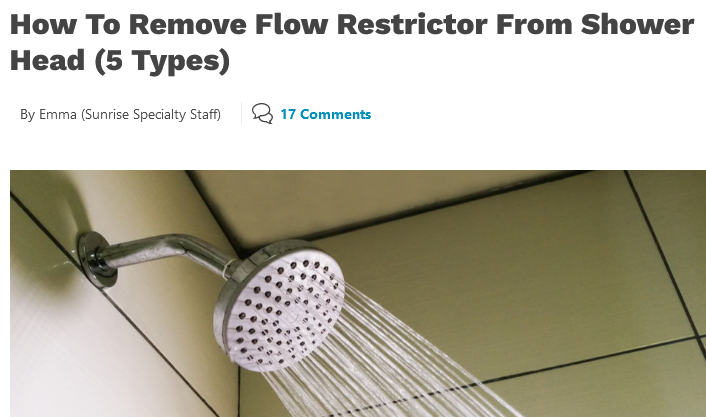 How To Remove Flow Restrictor From Shower
Head (5 Types)
By Emma (Sunrise Specialty Staff)
17 Comments